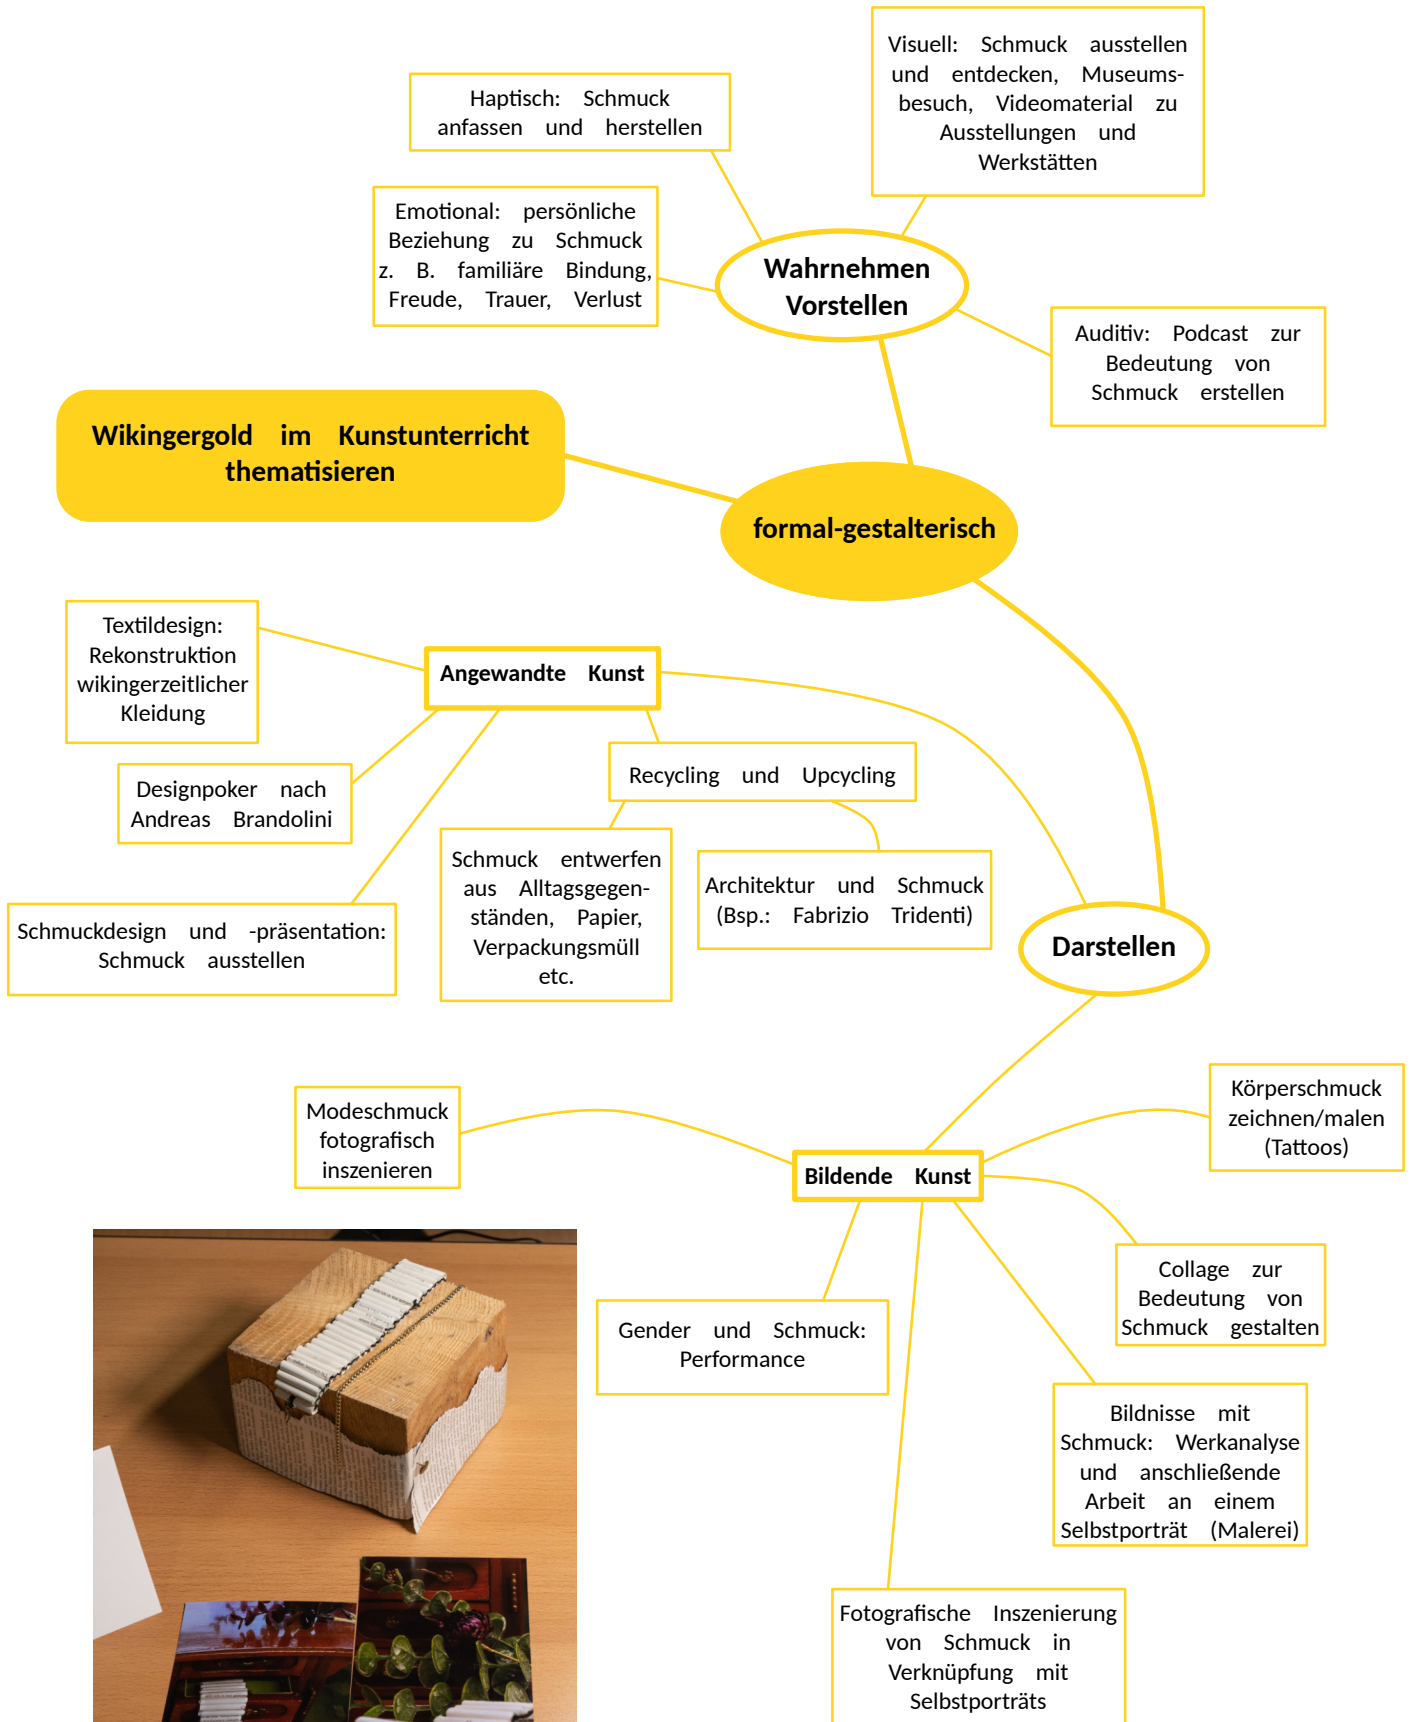 Visuell: Schmuck ausstellen
und entdecken, Museums-
besuch, Videomaterial zu
Ausstellungen und
Werkstätten
Haptisch: Schmuck
anfassen und herstellen
Emotional: persönliche
Beziehung zu Schmuck
z. B. familiäre Bindung,
Freude, Trauer, Verlust
Wahrnehmen
Vorstellen
Auditiv: Podcast zur
Bedeutung von
Schmuck erstellen
Wikingergold im Kunstunterricht
thematisieren
formal-gestalterisch
Textildesign:
Rekonstruktion
wikingerzeitlicher
Kleidung
Angewandte Kunst
Designpoker nach
Andreas Brandolini
Recycling und Upcycling
Schmuck entwerfen
aus Alltagsgegen-
ständen, Papier,
Verpackungsmüll
etc.
Architektur und Schmuck
(Bsp.: Fabrizio Tridenti)
Schmuckdesign und -präsentation:
Schmuck ausstellen
Darstellen
Modeschmuck
fotografisch
inszenieren
Körperschmuck
zeichnen/malen
(Tattoos)
Bildende Kunst
Collage zur
Bedeutung von
Schmuck gestalten
Gender und Schmuck:
Performance
Bildnisse mit
Schmuck: Werkanalyse
und anschließende
Arbeit an einem
Selbstporträt (Malerei)
Fotografische Inszenierung
von Schmuck in
Verknüpfung mit
Selbstporträts